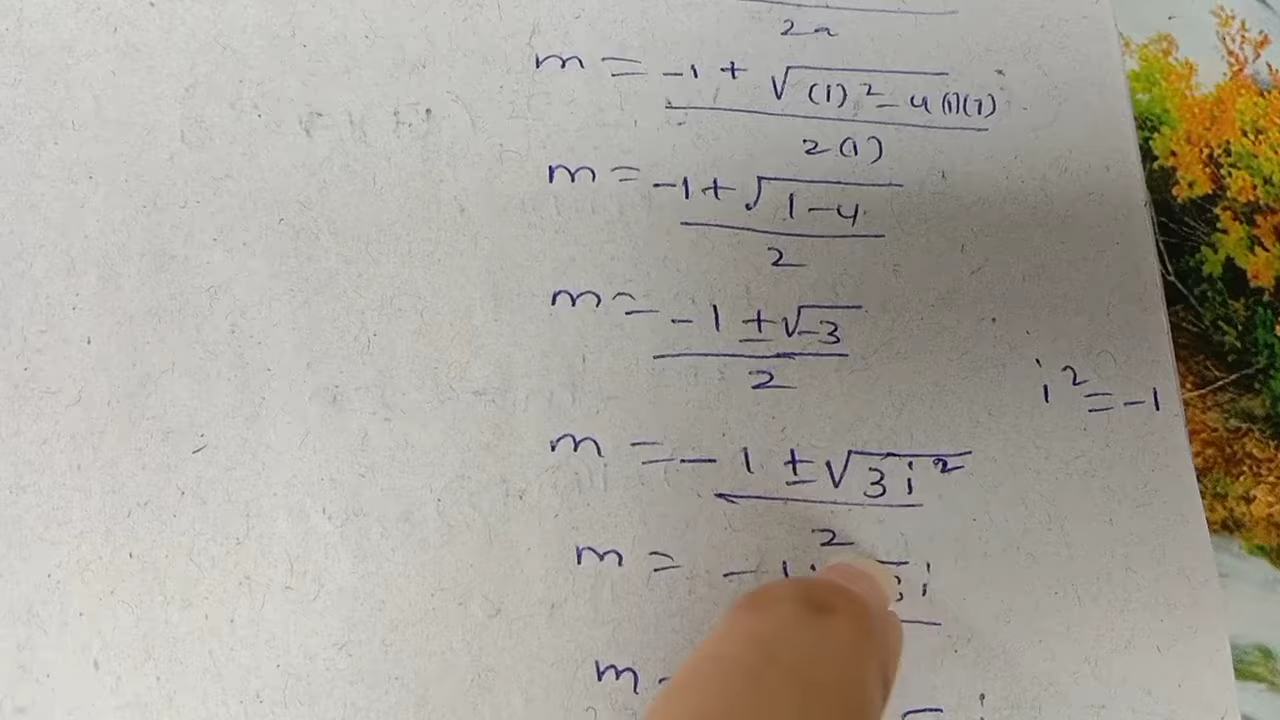 2a
m = -1 + √(1)² - 4(1)(1)
2(1)
m = -1 + √1-4
2
m = -1 ± √-3
2
i² = -1
m = -1 ± √3i²
2
m = -1 i
m